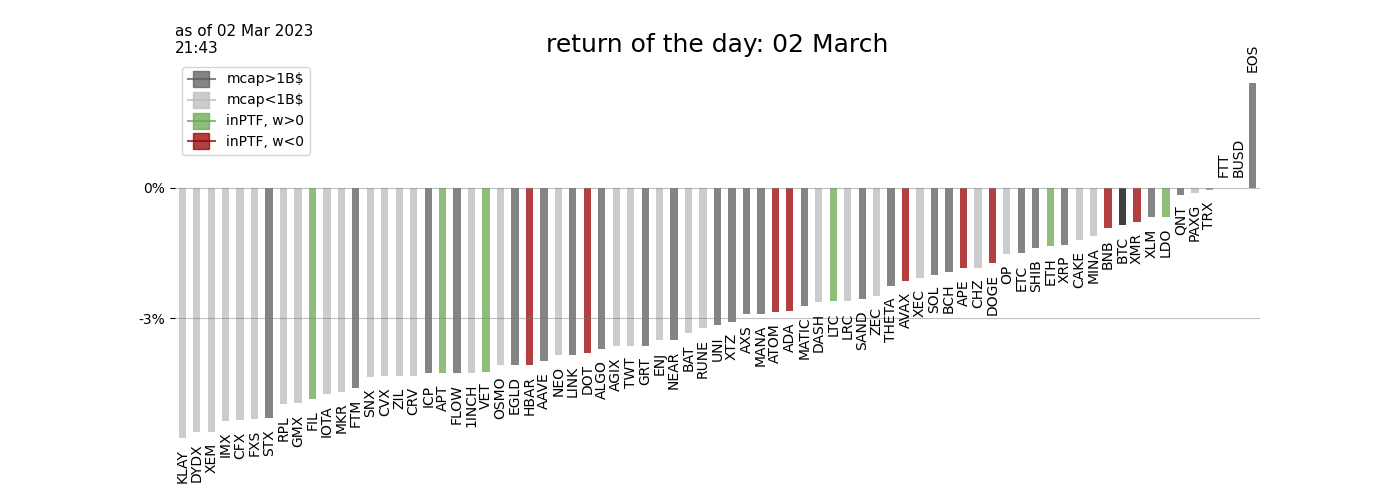 as of 02 Mar 2023
21:43
return of the day: 02 March
mcap>1B$
mcap<1B$
inPTF, w>0
inPTF, w<0
0%
-3%
KLAY
DYDX
XEM
IMX
CFX
FXS
STX
RPL
GMX
FIL
IOTA
MKR
FTM
SNX
CVX
ZIL
CRV
ICP
APT
FLOW
1INCH
VET
OSMO
EGLD
HBAR
AAVE
NEO
LINK
DOT
ALGO
AGIX
TWT
GRT
ENJ
NEAR
BAT
RUNE
UNI
XTZ
AXS
MANA
ATOM
ADA
MATIC
DASH
LTC
LRC
SAND
ZEC
THETA
AVAX
XEC
SOL
BCH
APE
CHZ
DOGE
OP
ETC
SHIB
ETH
XRP
CAKE
MINA
BNB
BTC
XMR
XLM
LDO
QNT
PAXG
TRX
FTT
BUSD
EOS